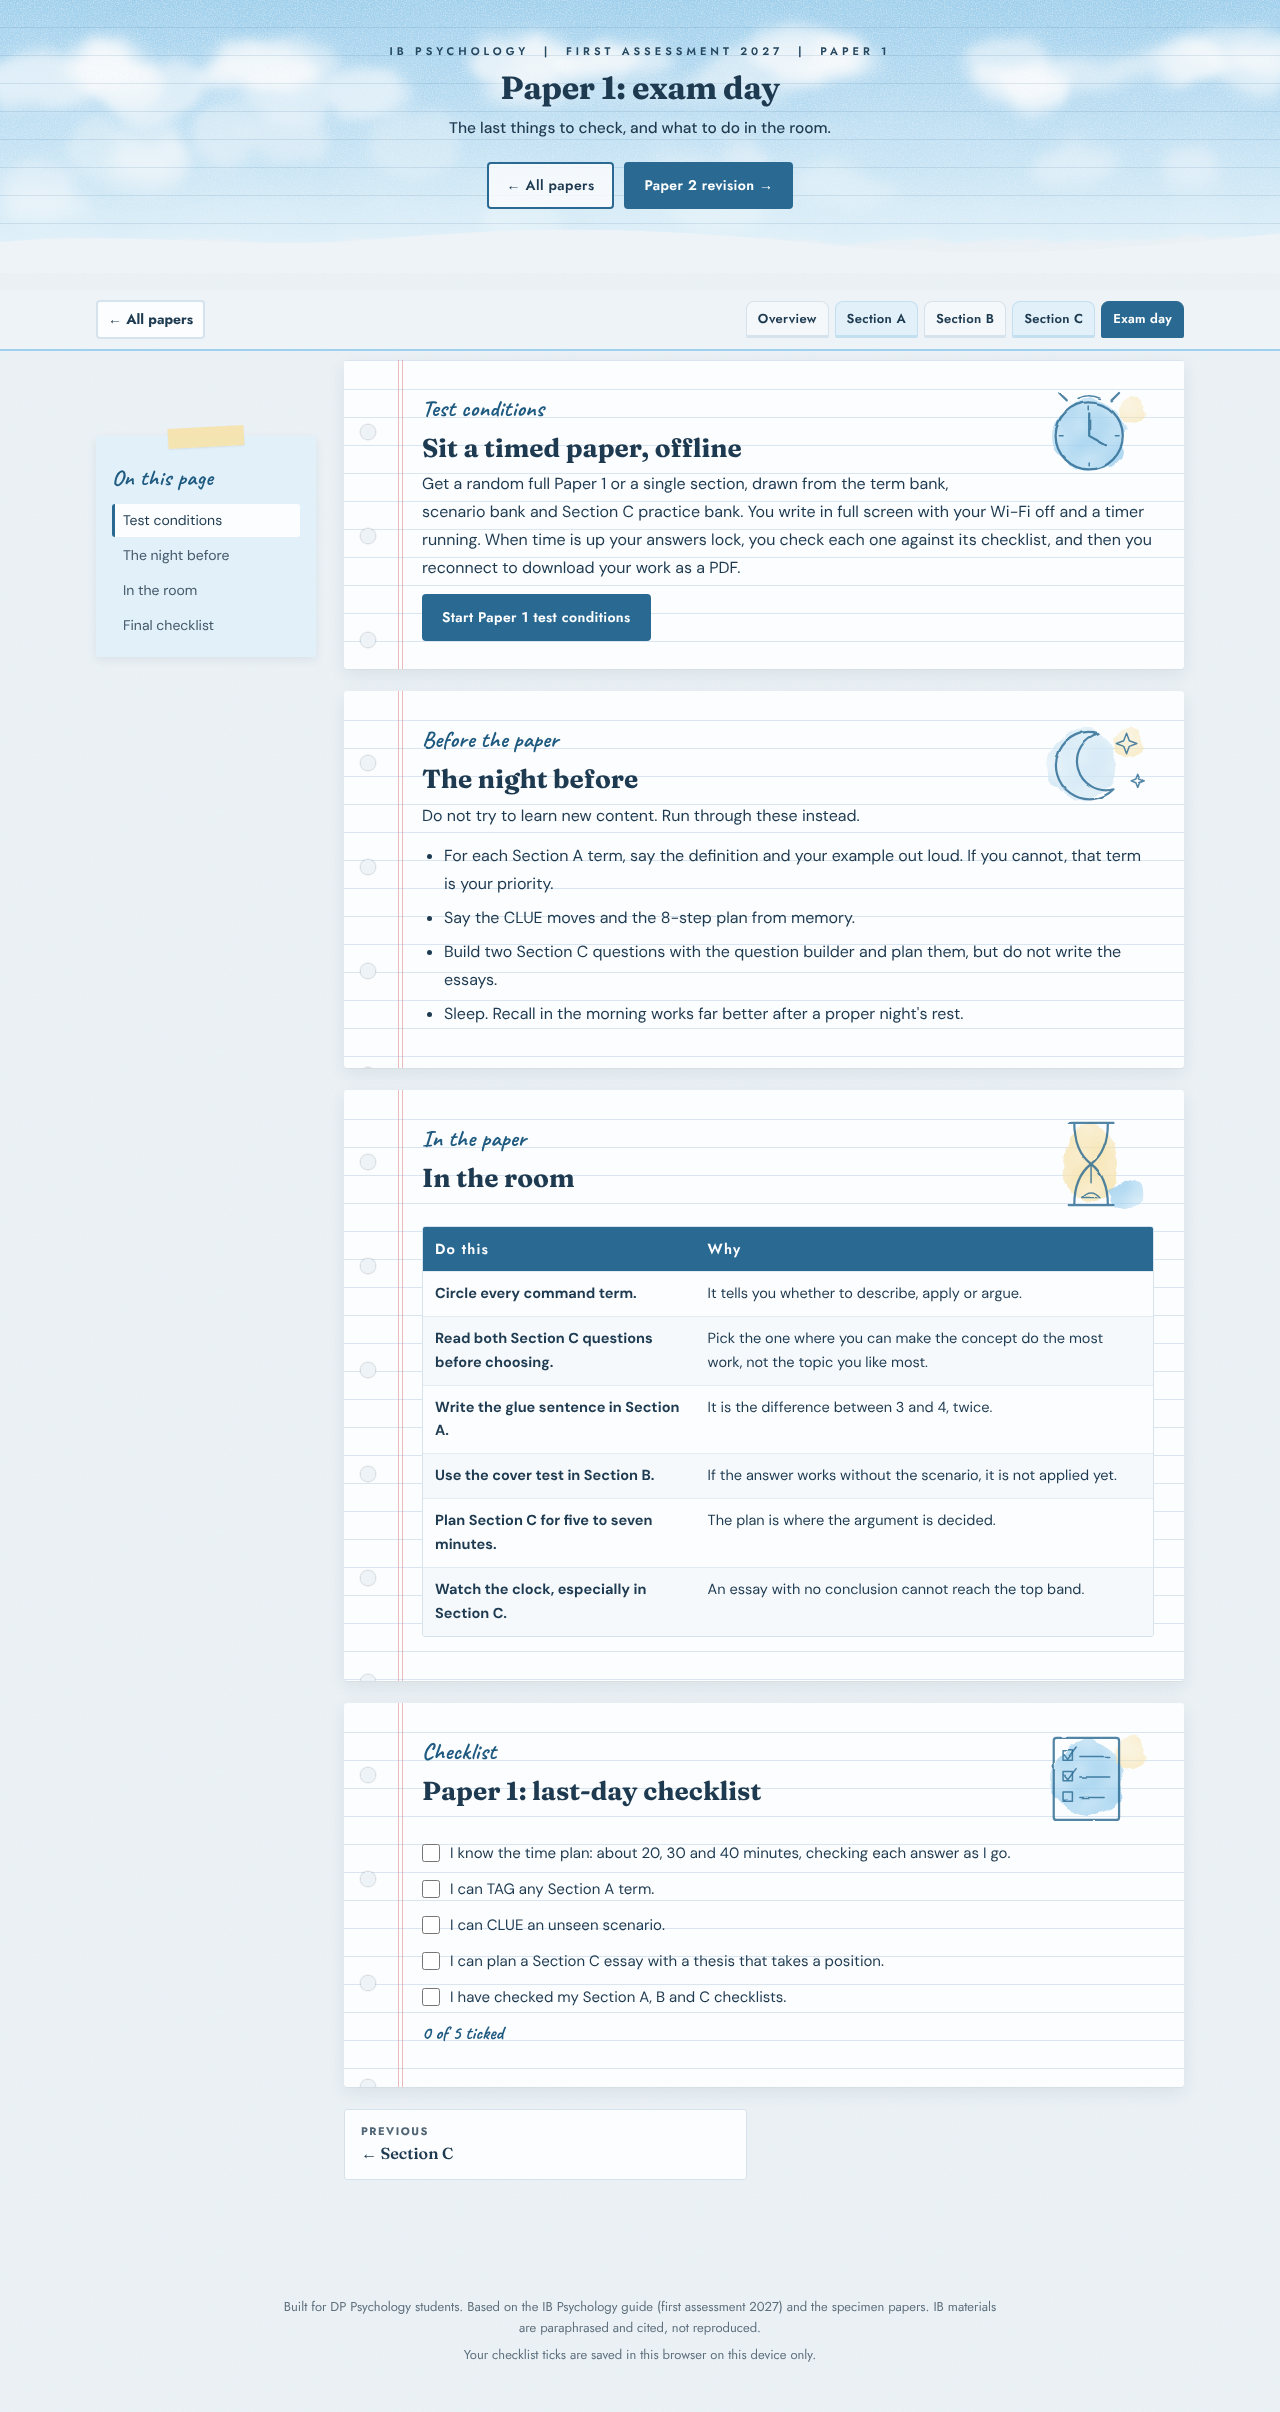 IB PSYCHOLOGY | FIRST ASSESSMENT 2027 | PAPER 1
Paper 1: exam day
The last things to check, and what to do in the room.
← All papers
Paper 2 revision →
← All papers
Overview
Section A
Section B
Section C
Exam day
On this page
Test conditions
The night before
In the room
Final checklist
Test conditions
Sit a timed paper, offline
Get a random full Paper 1 or a single section, drawn from the term bank,
scenario bank and Section C practice bank. You write in full screen with your Wi-Fi off and a timer
running. When time is up your answers lock, you check each one against its checklist, and then you
reconnect to download your work as a PDF.
Start Paper 1 test conditions
Before the paper
The night before
Do not try to learn new content. Run through these instead.
• For each Section A term, say the definition and your example out loud. If you cannot, that term
is your priority.
• Say the CLUE moves and the 8-step plan from memory.
• Build two Section C questions with the question builder and plan them, but do not write the
essays.
• Sleep. Recall in the morning works far better after a proper night's rest.
In the paper
In the room
Do this
Why
Circle every command term.
It tells you whether to describe, apply or argue.
Read both Section C questions
before choosing.
Pick the one where you can make the concept do the most
work, not the topic you like most.
Write the glue sentence in Section
A.
It is the difference between 3 and 4, twice.
Use the cover test in Section B.
If the answer works without the scenario, it is not applied yet.
Plan Section C for five to seven
minutes.
The plan is where the argument is decided.
Watch the clock, especially in
Section C.
An essay with no conclusion cannot reach the top band.
Checklist
Paper 1: last-day checklist
I know the time plan: about 20, 30 and 40 minutes, checking each answer as I go.
I can TAG any Section A term.
I can CLUE an unseen scenario.
I can plan a Section C essay with a thesis that takes a position.
I have checked my Section A, B and C checklists.
0 of 5 ticked
PREVIOUS
← Section C
Built for DP Psychology students. Based on the IB Psychology guide (first assessment 2027) and the specimen papers. IB materials
are paraphrased and cited, not reproduced.
Your checklist ticks are saved in this browser on this device only.